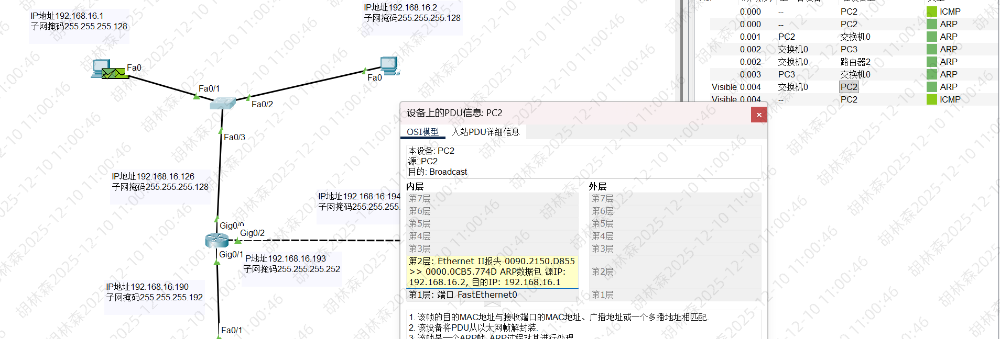 IP地址192.168.16.1
子网掩码255.255.255.128
IP地址192.168.16.2
子网掩码255.255.255.128
Fa0
Fa0/1
Fa0
Fa0/2
Fa0/3
IP地址192.168.16.126
子网掩码255.255.255.128
IP地址192.168.16.194
子网掩码255.255.255.
Gig0/0
Gig0/2
Gig0/1
P地址192.168.16.193
子网掩码255.255.255.252
IP地址192.168.16.190
子网掩码255.255.255.192
Fa0/1
0.000 -- PC2 ICMP
0.000 -- PC2 ARP
0.001 PC2 交换机0 ARP
0.002 交换机0 PC3 ARP
0.002 交换机0 路由器2 ARP
0.003 PC3 交换机0 ARP
Visible 0.004 交换机0 PC2 ARP
Visible 0.004 -- PC2 ICMP
设备上的PDU信息: PC2
OSI模型 入站PDU详细信息
本设备: PC2
源: PC2
目的: Broadcast
内层
第7层
第6层
第5层
第4层
第3层
第2层: Ethernet II报头 0090.2150.D855
>> 0000.0CB5.774D ARP数据包 源IP:
192.168.16.2, 目的IP: 192.168.16.1
第1层: 端口 FastEthernet0
外层
第7层
第6层
第5层
第4层
第3层
第2层
第1层
1. 该帧的目的MAC地址与接收端口的MAC地址、广播地址或一个多播地址相匹配.
2. 该设备将PDU从以太网帧解封装.
3. 该帧是一个ARP帧. ARP过程对其进行处理.
胡林森2025-12-10 11:00:46